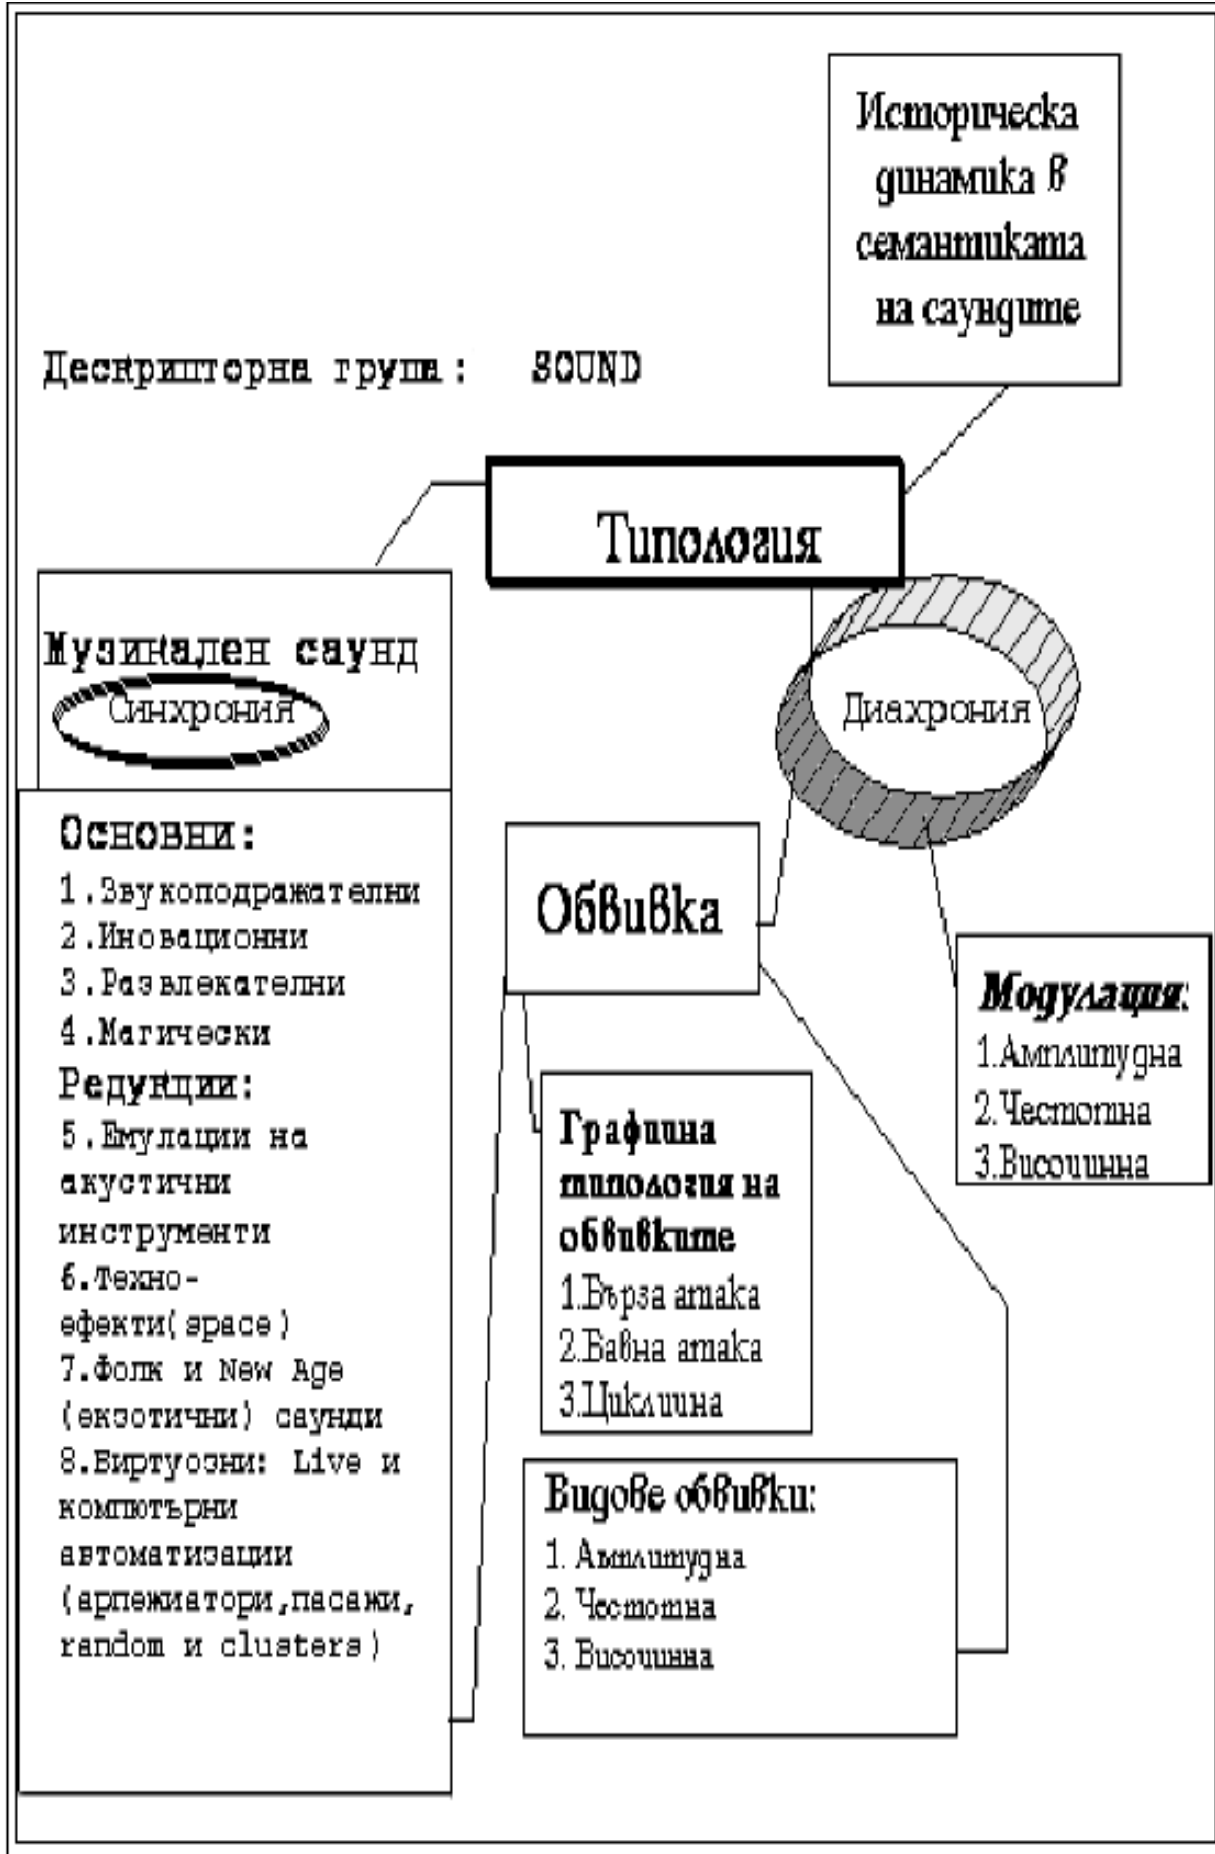 Историческа
динамика в
семантиката
на саундите
Дескрипторна група: SOUND
Типология
Музикален саунд
Синхрония
Диахрония
Основни:
1.Звукоподражателни
2.Иновационни
3.Развлекателни
4.Магически
Редукции:
5.Емулации на
акустични
инструменти
6.Техно-
ефекти(space)
7.Фолк и New Age
(екзотични) саунди
8.Виртуозни: Live и
компютърни
автоматизации
(арпежиатори,пасажи,
random и clusters)
Обвивка
Модулация:
1.Амплитудна
2.Честотна
3.Височинна
Графична
типология на
обвивките
1.Бърза атака
2.Бавна атака
3.Циклична
Видове обвивки:
1. Амплитудна
2. Честотна
3. Височинна